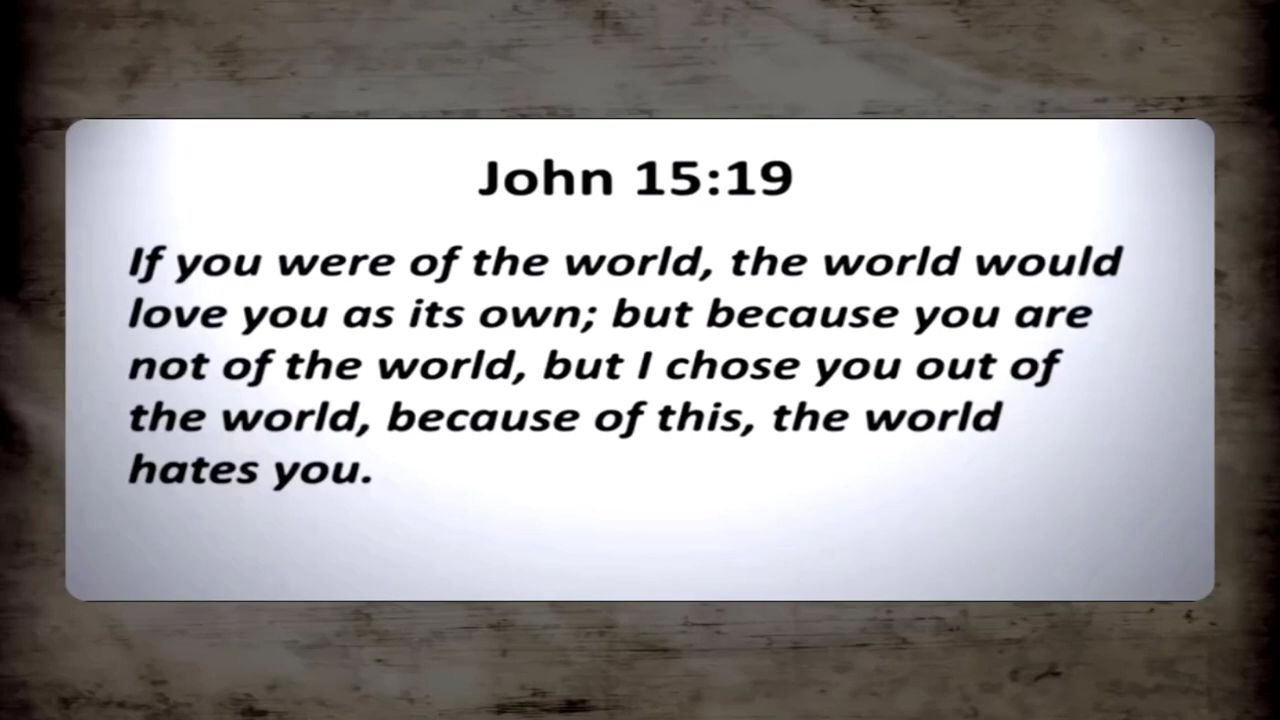 John 15:19
If you were of the world, the world would
love you as its own; but because you are
not of the world, but I chose you out of
the world, because of this, the world
hates you.